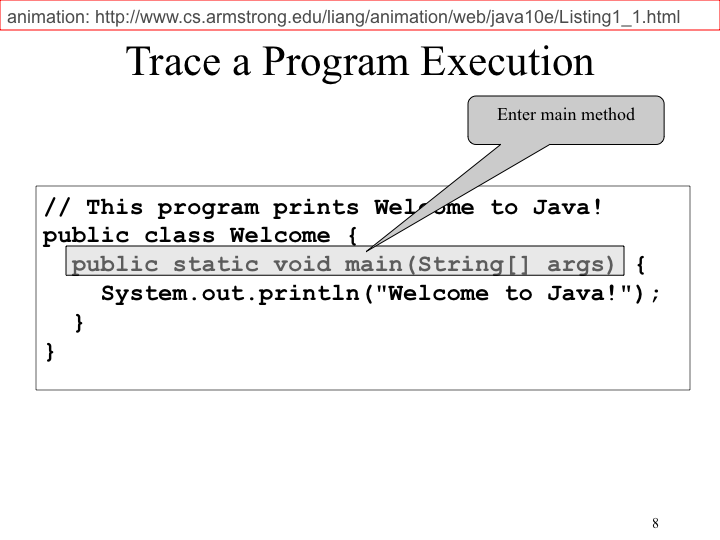 animation: http://www.cs.armstrong.edu/liang/animation/web/java10e/Listing1_1.html
Trace a Program Execution
Enter main method
// This program prints Welcome to Java!
public class Welcome {
  public static void main(String[] args) {
    System.out.println("Welcome to Java!");
  }
}
8